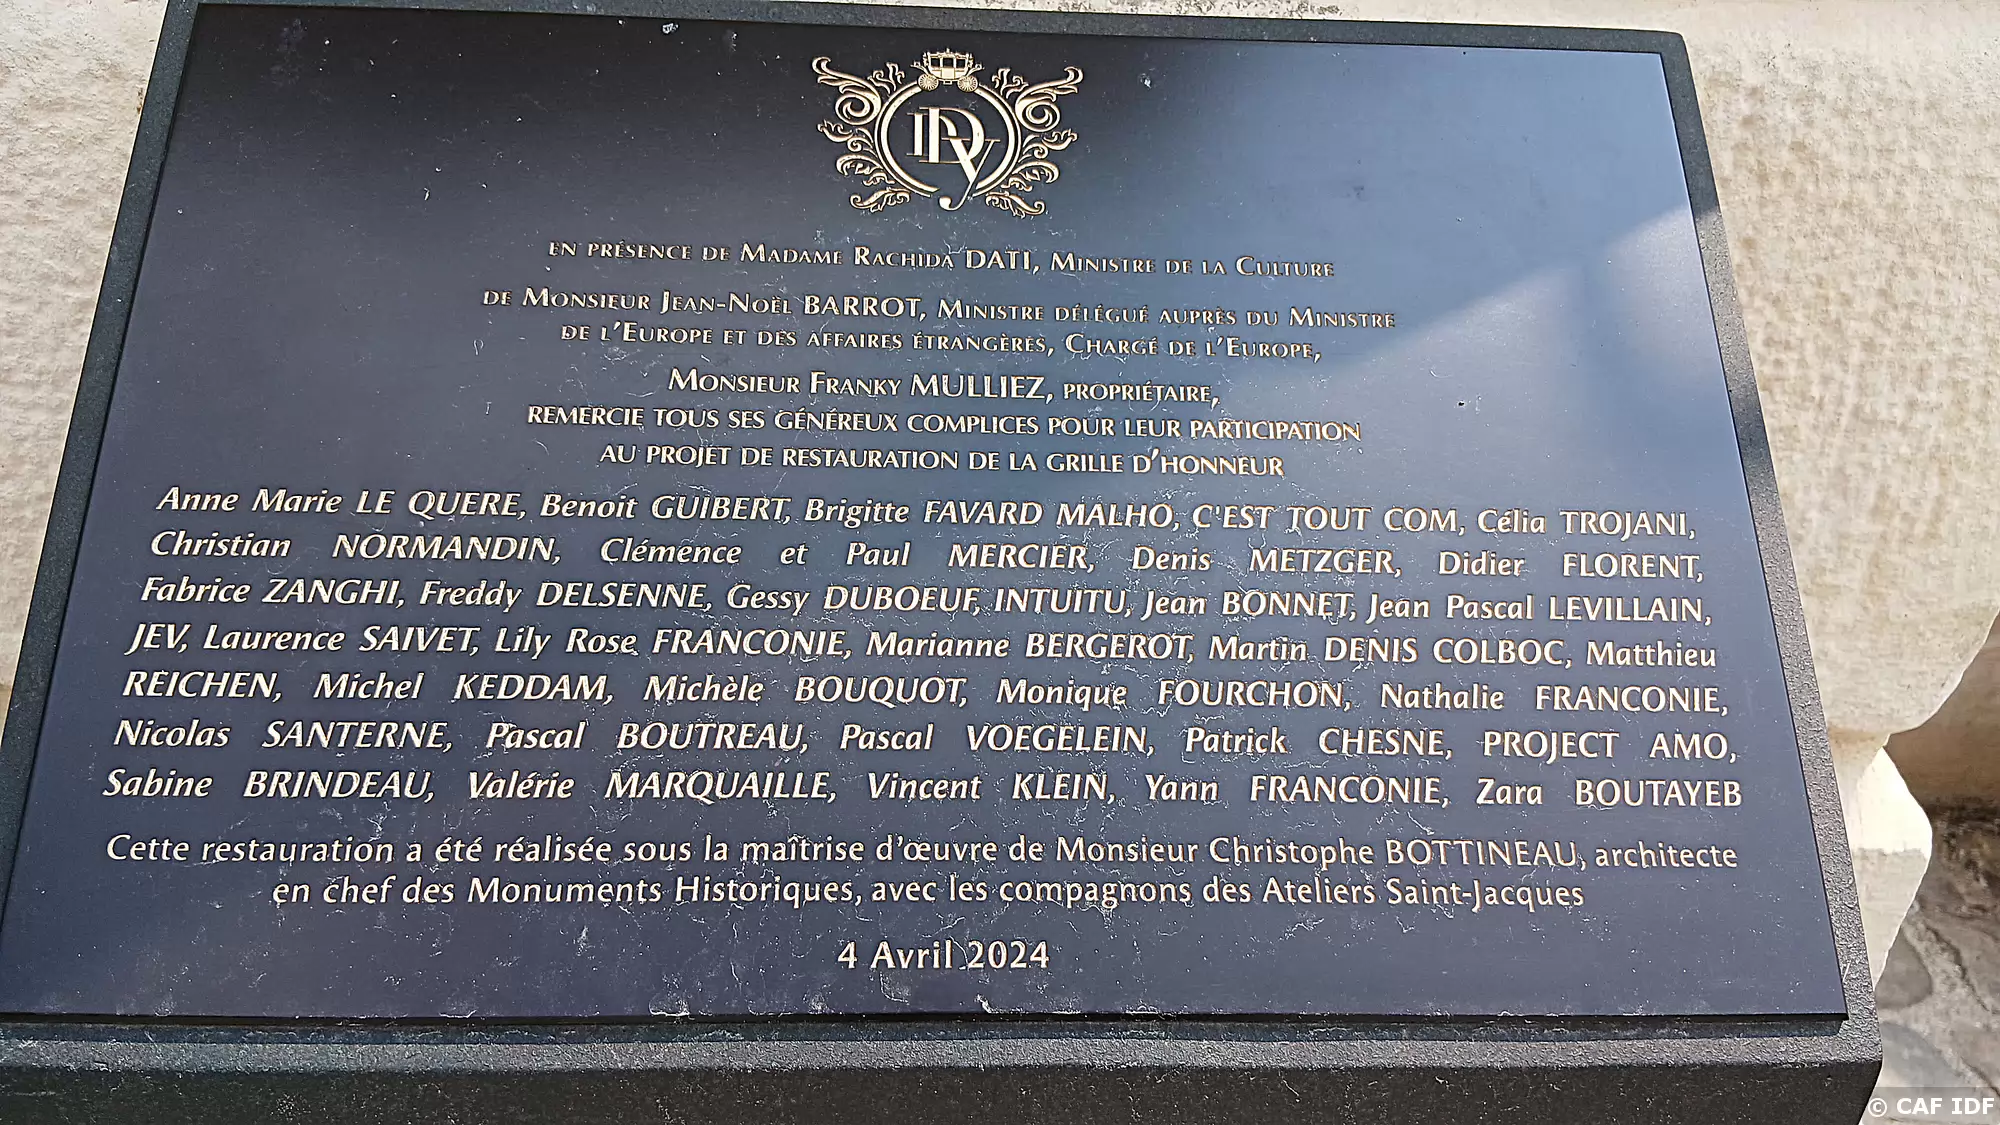 DY
EN PRÉSENCE DE MADAME RACHIDA DATI, MINISTRE DE LA CULTURE
DE MONSIEUR JEAN-NOËL BARROT, MINISTRE DÉLÉGUÉ AUPRÈS DU MINISTRE
DE L'EUROPE ET DES AFFAIRES ÉTRANGÈRES, CHARGÉ DE L'EUROPE,
MONSIEUR FRANKY MULLIEZ, PROPRIÉTAIRE,
REMERCIE TOUS SES GÉNÉREUX COMPLICES POUR LEUR PARTICIPATION
AU PROJET DE RESTAURATION DE LA GRILLE D'HONNEUR
Anne Marie LE QUERE, Benoit GUIBERT, Brigitte FAVARD MALHO, C'EST TOUT COM, Célia TROJANI,
Christian NORMANDIN, Clémence et Paul MERCIER, Denis METZGER, Didier FLORENT,
Fabrice ZANGHI, Freddy DELSENNE, Gessy DUBOEUF, INTUITU, Jean BONNET, Jean Pascal LEVILLAIN,
JEV, Laurence SAIVET, Lily Rose FRANCONIE, Marianne BERGEROT, Martin DENIS COLBOC, Matthieu
REICHEN, Michel KEDDAM, Michèle BOUQUOT, Monique FOURCHON, Nathalie FRANCONIE,
Nicolas SANTERNE, Pascal BOUTREAU, Pascal VOEGELEIN, Patrick CHESNE, PROJECT AMO,
Sabine BRINDEAU, Valérie MARQUAILLE, Vincent KLEIN, Yann FRANCONIE, Zara BOUTAYEB
Cette restauration a été réalisée sous la maîtrise d'œuvre de Monsieur Christophe BOTTINEAU, architecte
en chef des Monuments Historiques, avec les compagnons des Ateliers Saint-Jacques
4 Avril 2024
© CAF IDF